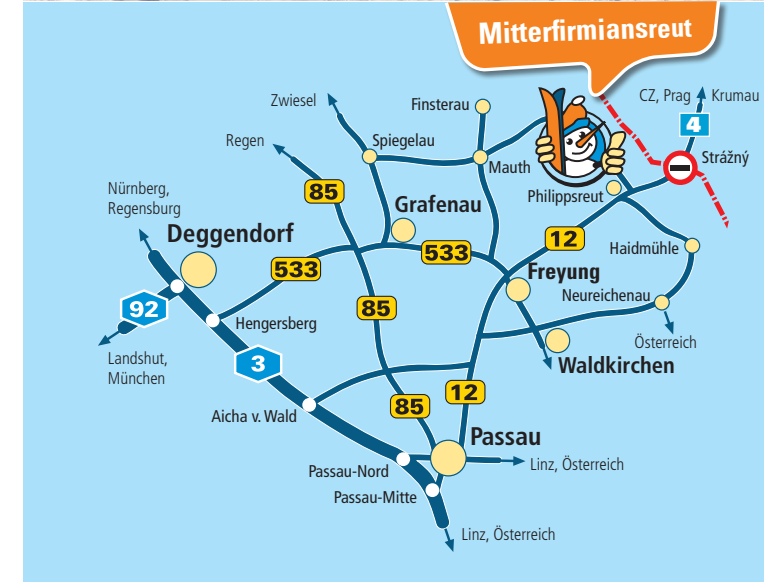 Mitterfirmiansreut
Zwiesel
Finsterau
CZ, Prag
Krumau
4
Regen
Spiegelau
Mauth
Strážný
Nürnberg,
Regensburg
85
Grafenau
Philippsreut
Deggendorf
533
533
12
Haidmühle
Freyung
92
Hengersberg
85
Neureichenau
Österreich
Landshut,
München
3
Waldkirchen
Aicha v. Wald
85
12
Passau
Passau-Nord
Linz, Österreich
Passau-Mitte
Linz, Österreich